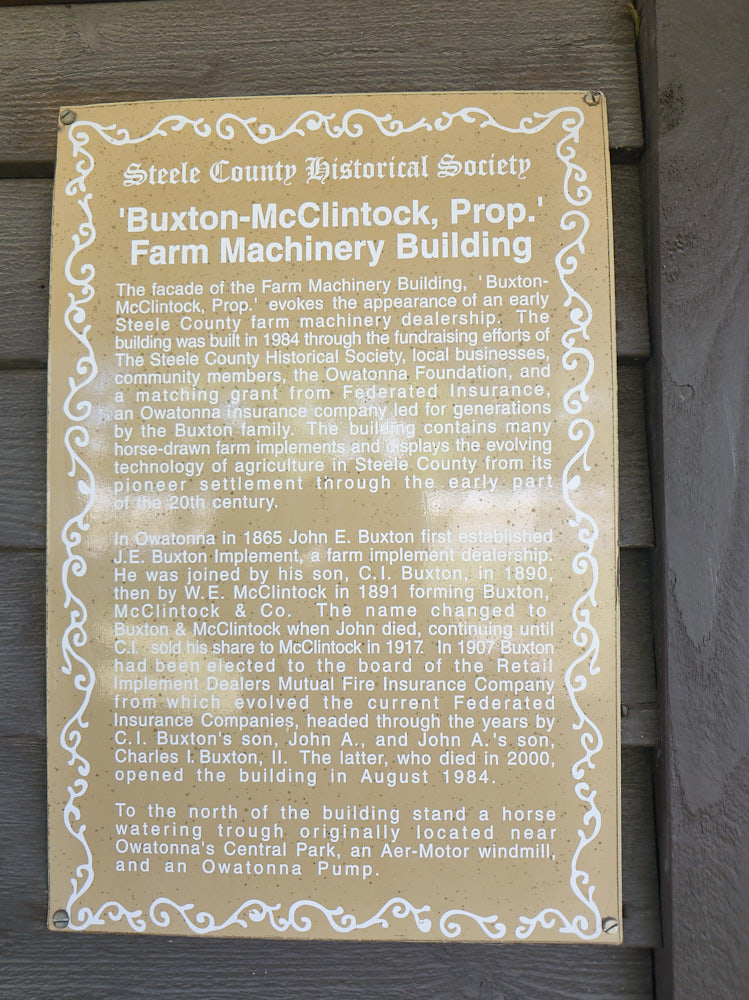 Steele County Historical Society
'Buxton-McClintock, Prop.'
Farm Machinery Building
The facade of the Farm Machinery Building, 'Buxton-
McClintock, Prop.' evokes the appearance of an early
Steele County farm machinery dealership. The
building was built in 1984 through the fundraising efforts of
The Steele County Historical Society, local businesses,
community members, the Owatonna Foundation, and
a matching grant from Federated Insurance,
an Owatonna insurance company led for generations
by the Buxton family. The building contains many
horse-drawn farm implements and displays the evolving
technology of agriculture in Steele County from its
pioneer settlement through the early part
of the 20th century.
In Owatonna in 1865 John E. Buxton first established
J.E. Buxton Implement, a farm implement dealership.
He was joined by his son, C.I. Buxton, in 1890,
then by W.E. McClintock in 1891 forming Buxton,
McClintock & Co. The name changed to
Buxton & McClintock when John died, continuing until
C.I. sold his share to McClintock in 1917. In 1907 Buxton
had been elected to the board of the Retail
Implement Dealers Mutual Fire Insurance Company
from which evolved the current Federated
Insurance Companies, headed through the years by
C.I. Buxton's son, John A., and John A.'s son,
Charles I. Buxton, II. The latter, who died in 2000,
opened the building in August 1984.
To the north of the building stand a horse
watering trough originally located near
Owatonna's Central Park, an Aer-Motor windmill,
and an Owatonna Pump.